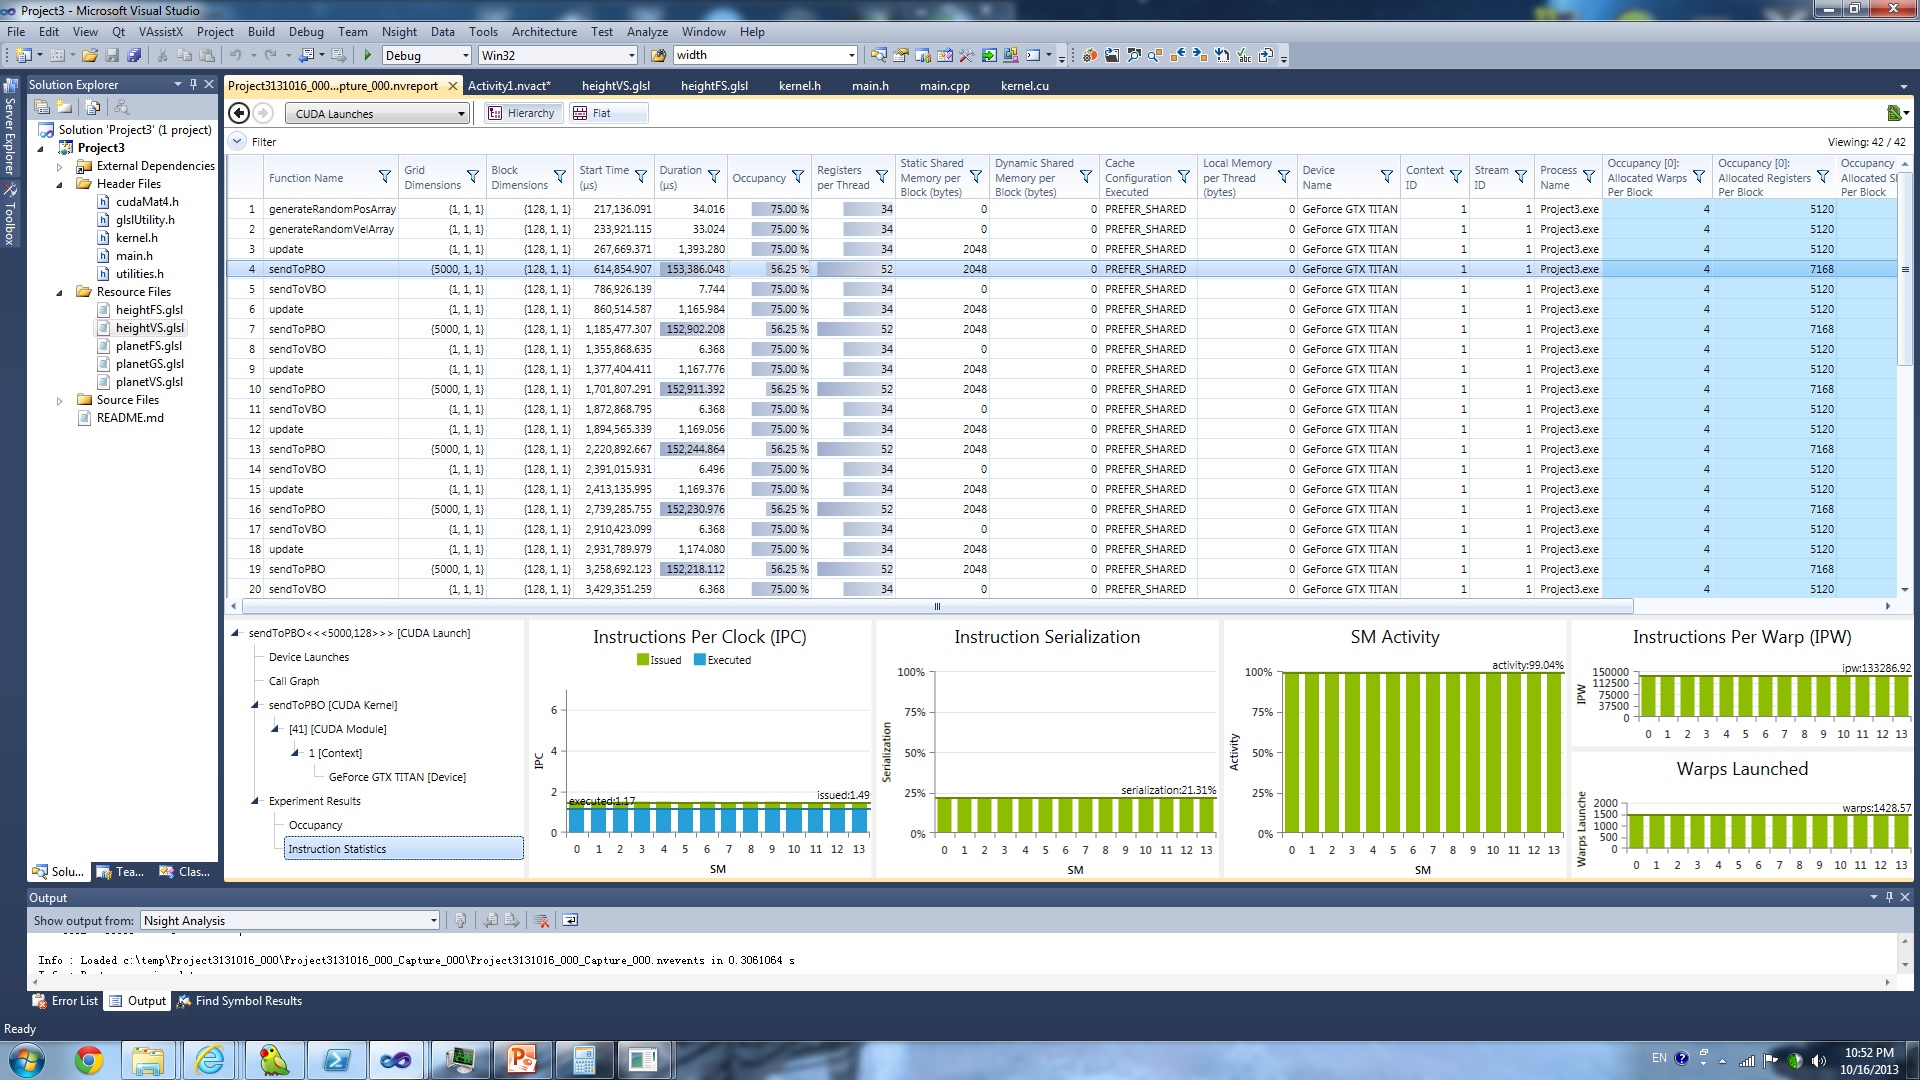 Project3 - Microsoft Visual Studio
File Edit View Qt VAssistX Project Build Debug Team Nsight Data Tools Architecture Test Analyze Window Help
Debug Win32 width
Server Explorer
Toolbox
Solution Explorer
Solution 'Project3' (1 project)
Project3
External Dependencies
Header Files
cudaMat4.h
glslUtility.h
kernel.h
main.h
utilities.h
Resource Files
heightFS.glsl
heightVS.glsl
planetFS.glsl
planetGS.glsl
planetVS.glsl
Source Files
README.md
Solu... Tea... Clas...
Project3131016_000...pture_000.nvreport Activity1.nvact* heightVS.glsl heightFS.glsl kernel.h main.h main.cpp kernel.cu
CUDA Launches Hierarchy Flat
Filter Viewing: 42 / 42
Function Name Grid Dimensions Block Dimensions Start Time (µs) Duration (µs) Occupancy Registers per Thread Static Shared Memory per Block (bytes) Dynamic Shared Memory per Block (bytes) Cache Configuration Executed Local Memory per Thread (bytes) Device Name Context ID Stream ID Process Name Occupancy [0]: Allocated Warps Per Block Occupancy [0]: Allocated Registers Per Block Occupancy Allocated S Per Block
1 generateRandomPosArray {1, 1, 1} {128, 1, 1} 217,136.091 34.016 75.00 % 34 0 0 PREFER_SHARED 0 GeForce GTX TITAN 1 1 Project3.exe 4 5120
2 generateRandomVelArray {1, 1, 1} {128, 1, 1} 233,921.115 33.024 75.00 % 34 0 0 PREFER_SHARED 0 GeForce GTX TITAN 1 1 Project3.exe 4 5120
3 update {1, 1, 1} {128, 1, 1} 267,669.371 1,393.280 75.00 % 34 2048 0 PREFER_SHARED 0 GeForce GTX TITAN 1 1 Project3.exe 4 5120
4 sendToPBO {5000, 1, 1} {128, 1, 1} 614,854.907 153,386.048 56.25 % 52 2048 0 PREFER_SHARED 0 GeForce GTX TITAN 1 1 Project3.exe 4 7168
5 sendToVBO {1, 1, 1} {128, 1, 1} 786,926.139 7.744 75.00 % 34 0 0 PREFER_SHARED 0 GeForce GTX TITAN 1 1 Project3.exe 4 5120
6 update {1, 1, 1} {128, 1, 1} 860,514.587 1,165.984 75.00 % 34 2048 0 PREFER_SHARED 0 GeForce GTX TITAN 1 1 Project3.exe 4 5120
7 sendToPBO {5000, 1, 1} {128, 1, 1} 1,185,477.307 152,902.208 56.25 % 52 2048 0 PREFER_SHARED 0 GeForce GTX TITAN 1 1 Project3.exe 4 7168
8 sendToVBO {1, 1, 1} {128, 1, 1} 1,355,868.635 6.368 75.00 % 34 0 0 PREFER_SHARED 0 GeForce GTX TITAN 1 1 Project3.exe 4 5120
9 update {1, 1, 1} {128, 1, 1} 1,377,404.411 1,167.776 75.00 % 34 2048 0 PREFER_SHARED 0 GeForce GTX TITAN 1 1 Project3.exe 4 5120
10 sendToPBO {5000, 1, 1} {128, 1, 1} 1,701,807.291 152,911.392 56.25 % 52 2048 0 PREFER_SHARED 0 GeForce GTX TITAN 1 1 Project3.exe 4 7168
11 sendToVBO {1, 1, 1} {128, 1, 1} 1,872,868.795 6.368 75.00 % 34 0 0 PREFER_SHARED 0 GeForce GTX TITAN 1 1 Project3.exe 4 5120
12 update {1, 1, 1} {128, 1, 1} 1,894,565.339 1,169.056 75.00 % 34 2048 0 PREFER_SHARED 0 GeForce GTX TITAN 1 1 Project3.exe 4 5120
13 sendToPBO {5000, 1, 1} {128, 1, 1} 2,220,892.667 152,244.864 56.25 % 52 2048 0 PREFER_SHARED 0 GeForce GTX TITAN 1 1 Project3.exe 4 7168
14 sendToVBO {1, 1, 1} {128, 1, 1} 2,391,015.931 6.496 75.00 % 34 0 0 PREFER_SHARED 0 GeForce GTX TITAN 1 1 Project3.exe 4 5120
15 update {1, 1, 1} {128, 1, 1} 2,413,135.995 1,169.376 75.00 % 34 2048 0 PREFER_SHARED 0 GeForce GTX TITAN 1 1 Project3.exe 4 5120
16 sendToPBO {5000, 1, 1} {128, 1, 1} 2,739,285.755 152,230.976 56.25 % 52 2048 0 PREFER_SHARED 0 GeForce GTX TITAN 1 1 Project3.exe 4 7168
17 sendToVBO {1, 1, 1} {128, 1, 1} 2,910,423.099 6.368 75.00 % 34 0 0 PREFER_SHARED 0 GeForce GTX TITAN 1 1 Project3.exe 4 5120
18 update {1, 1, 1} {128, 1, 1} 2,931,789.979 1,174.080 75.00 % 34 2048 0 PREFER_SHARED 0 GeForce GTX TITAN 1 1 Project3.exe 4 5120
19 sendToPBO {5000, 1, 1} {128, 1, 1} 3,258,692.123 152,218.112 56.25 % 52 2048 0 PREFER_SHARED 0 GeForce GTX TITAN 1 1 Project3.exe 4 7168
20 sendToVBO {1, 1, 1} {128, 1, 1} 3,429,351.259 6.368 75.00 % 34 0 0 PREFER_SHARED 0 GeForce GTX TITAN 1 1 Project3.exe 4 5120
sendToPBO<<<5000,128>>> [CUDA Launch]
Device Launches
Call Graph
sendToPBO [CUDA Kernel]
[41] [CUDA Module]
1 [Context]
GeForce GTX TITAN [Device]
Experiment Results
Occupancy
Instruction Statistics
Instructions Per Clock (IPC)
Issued Executed
6
4
2
0
IPC
executed:1.17 issued:1.49
0 1 2 3 4 5 6 7 8 9 10 11 12 13
SM
Instruction Serialization
100%
75%
50%
25%
0%
Serialization
serialization:21.31%
0 1 2 3 4 5 6 7 8 9 10 11 12 13
SM
SM Activity
activity:99.04%
100%
75%
50%
25%
0%
Activity
0 1 2 3 4 5 6 7 8 9 10 11 12 13
SM
Instructions Per Warp (IPW)
ipw:133286.92
150000
112500
75000
37500
0
IPW
0 1 2 3 4 5 6 7 8 9 10 11 12 13
Warps Launched
warps:1428.57
2000
1500
1000
500
0
Warps Launche
0 1 2 3 4 5 6 7 8 9 10 11 12 13
Output
Show output from: Nsight Analysis
Info : Loaded c:\temp\Project3131016_000\Project3131016_000_Capture_000\Project3131016_000_Capture_000.nvevents in 0.3061064 s
Error List Output Find Symbol Results
Ready
EN 10:52 PM
10/16/2013